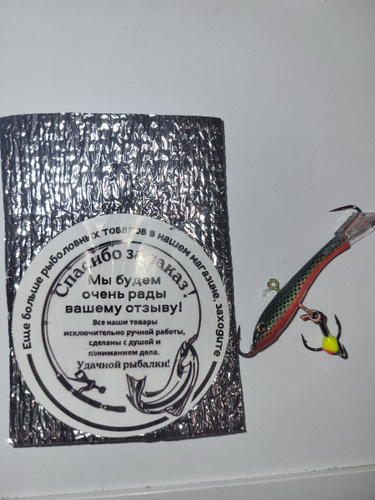 Еще больше рыболовных товаров в нашем магазине, заходите
Спасибо за заказ!
Мы будем
очень рады
вашему отзыву!
Все наши товары
исключительно ручной работы,
сделаны с душой и
пониманием дела.
Удачной рыбалки!